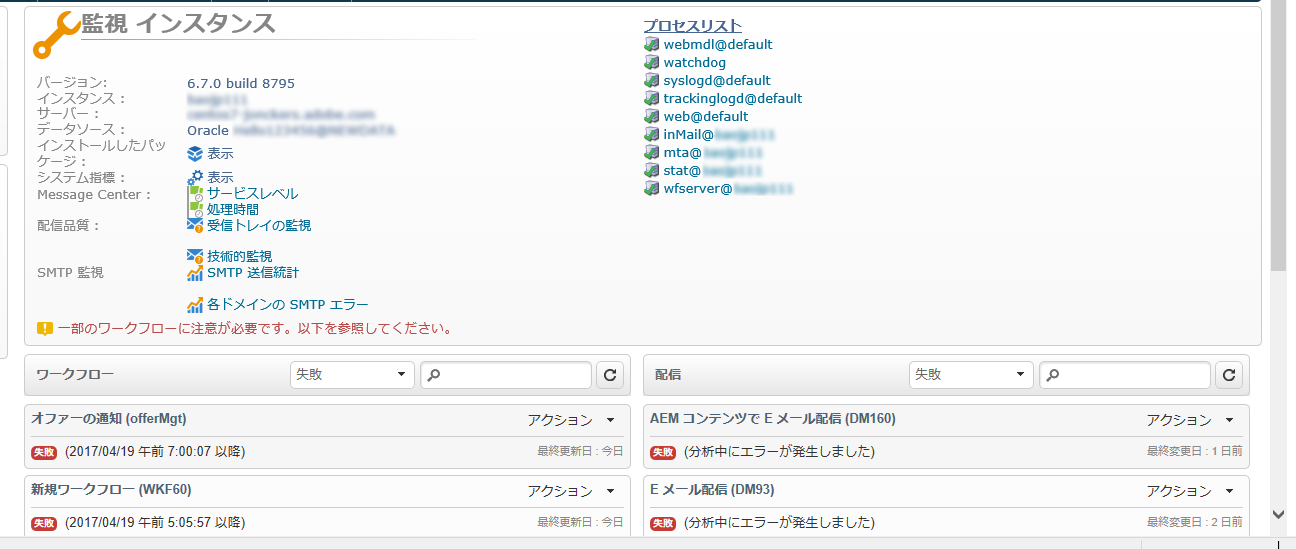 監視 インスタンス
バージョン: 6.7.0 build 8795
インスタンス :
サーバー :
データソース : Oracle
インストールしたパッ
ケージ : 表示
システム指標 : 表示
Message Center : サービスレベル
処理時間
配信品質 : 受信トレイの監視
技術的監視
SMTP 監視 SMTP 送信統計
各ドメインの SMTP エラー
一部のワークフローに注意が必要です。以下を参照してください。
プロセスリスト
webmdl@default
watchdog
syslogd@default
trackinglogd@default
web@default
inMail@
mta@
stat@
wfserver@
ワークフロー 失敗
オファーの通知 (offerMgt) アクション
失敗 (2017/04/19 午前 7:00:07 以降) 最終更新日 : 今日
新規ワークフロー (WKF60) アクション
失敗 (2017/04/19 午前 5:05:57 以降) 最終更新日 : 今日
配信 失敗
AEM コンテンツで E メール配信 (DM160) アクション
失敗 (分析中にエラーが発生しました) 最終変更日 : 1 日前
E メール配信 (DM93) アクション
失敗 (分析中にエラーが発生しました) 最終変更日 : 2 日前